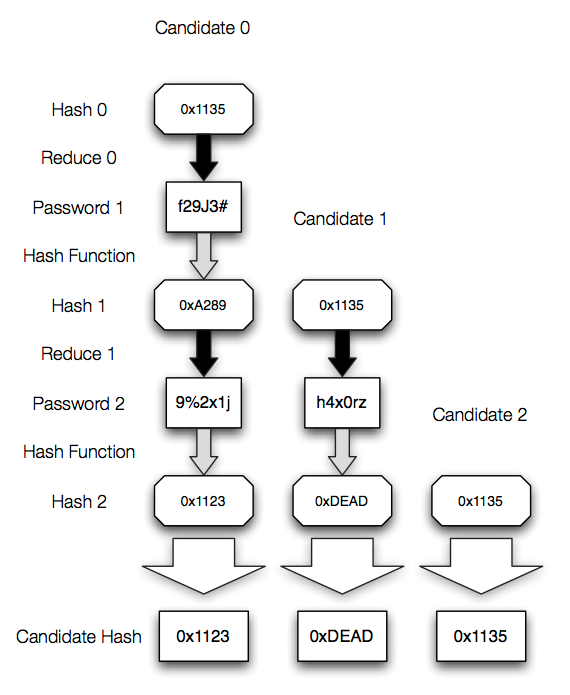 Candidate 0
Hash 0 0x1135
Reduce 0
Password 1 f29J3#
Candidate 1
Hash Function
Hash 1 0xA289 0x1135
Reduce 1
Password 2 9%2x1j h4x0rz
Candidate 2
Hash Function
Hash 2 0x1123 0xDEAD 0x1135
Candidate Hash 0x1123 0xDEAD 0x1135